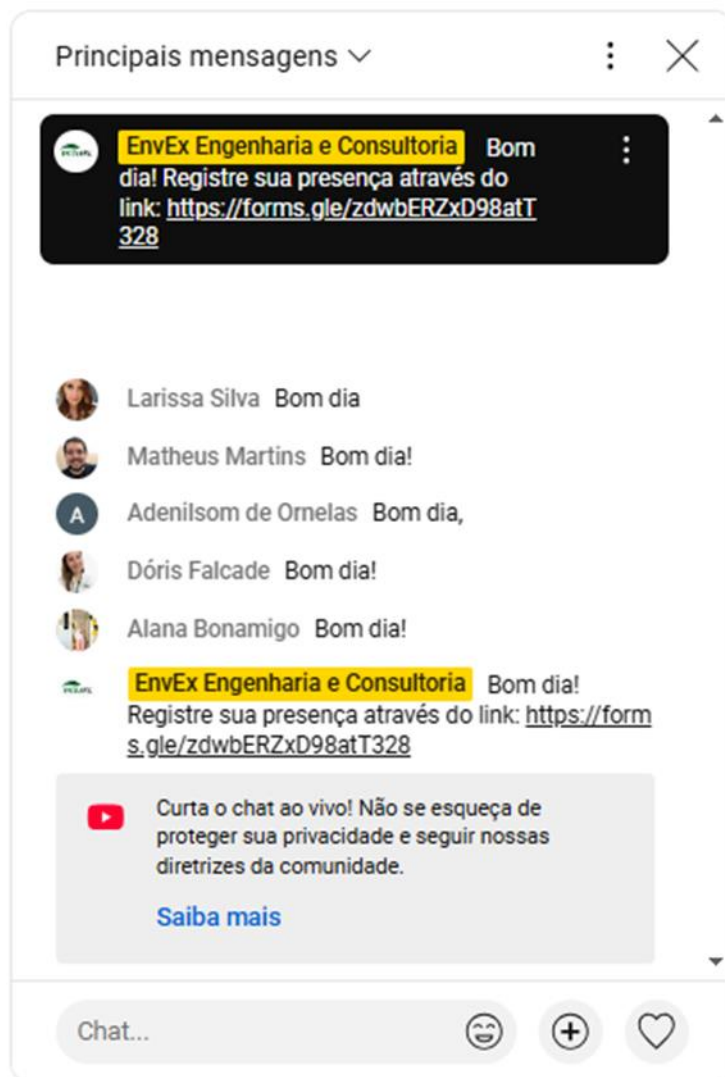 Principais mensagens
EnvEx Engenharia e Consultoria Bom
dia! Registre sua presença através do
link: https://forms.gle/zdwbERZxD98atT
328
Larissa Silva Bom dia
Matheus Martins Bom dia!
A Adenilsom de Ornelas Bom dia,
Dóris Falcade Bom dia!
Alana Bonamigo Bom dia!
EnvEx Engenharia e Consultoria Bom dia!
Registre sua presença através do link: https://form
s.gle/zdwbERZxD98atT328
Curta o chat ao vivo! Não se esqueça de
proteger sua privacidade e seguir nossas
diretrizes da comunidade.
Saiba mais
Chat...